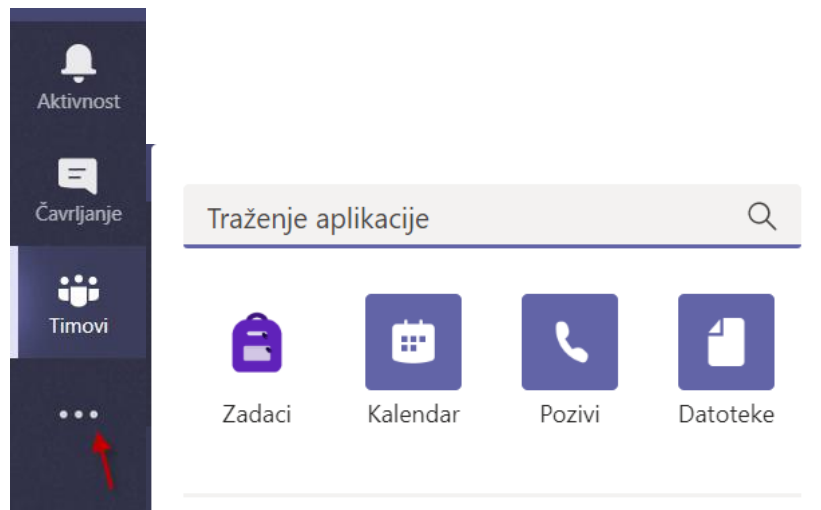 Aktivnost
Čavrljanje
Timovi
Traženje aplikacije
Zadaci
Kalendar
Pozivi
Datoteke